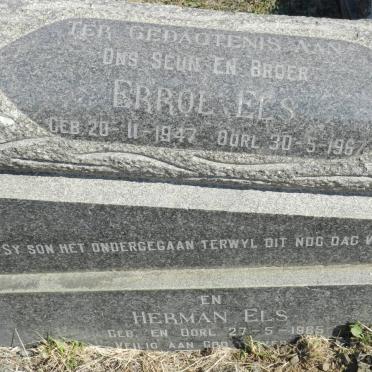 TER GEDAGTENIS AAN
ONS SEUN EN BROER
ERROL ELS
GEB 20-11-1947 OORL 30-5-1967
SY SON HET ONDERGEGAAN TERWYL DIT NOG DAG W
EN
HERMAN ELS
GEB. EN OORL 27-5-1965
VEILIG AAN